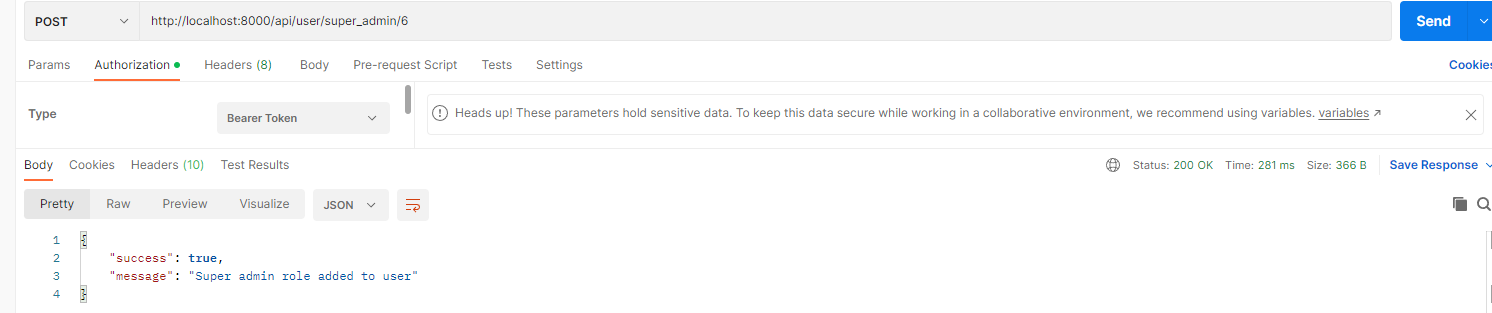 POST http://localhost:8000/api/user/super_admin/6 Send
Params Authorization Headers (8) Body Pre-request Script Tests Settings Cookies
Type Bearer Token Heads up! These parameters hold sensitive data. To keep this data secure while working in a collaborative environment, we recommend using variables. variables ↗
Body Cookies Headers (10) Test Results Status: 200 OK Time: 281 ms Size: 366 B Save Response
Pretty Raw Preview Visualize JSON
1 {
2 "success": true,
3 "message": "Super admin role added to user"
4 }